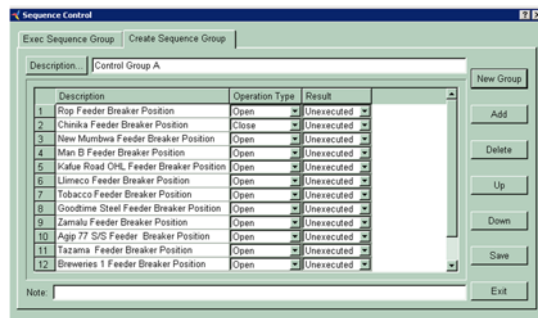 Sequence Control
Exec Sequence Group Create Sequence Group
Description... Control Group A
New Group
Description Operation Type Result
1 Rop Feeder Breaker Position Open Unexecuted
2 Chinika Feeder Breaker Position Close Unexecuted
3 New Mumbwa Feeder Breaker Position Open Unexecuted
4 Man B Feeder Breaker Position Open Unexecuted
5 Kafue Road OHL Feeder Breaker Position Open Unexecuted
6 Llimeco Feeder Breaker Position Open Unexecuted
7 Tobacco Feeder Breaker Position Open Unexecuted
8 Goodtime Steel Feeder Breaker Position Open Unexecuted
9 Zamalu Feeder Breaker Position Open Unexecuted
10 Agip 77 S/S Feeder Breaker Position Open Unexecuted
11 Tazama Feeder Breaker Position Open Unexecuted
12 Breweries 1 Feeder Breaker Position Open Unexecuted
Add
Delete
Up
Down
Save
Note:
Exit